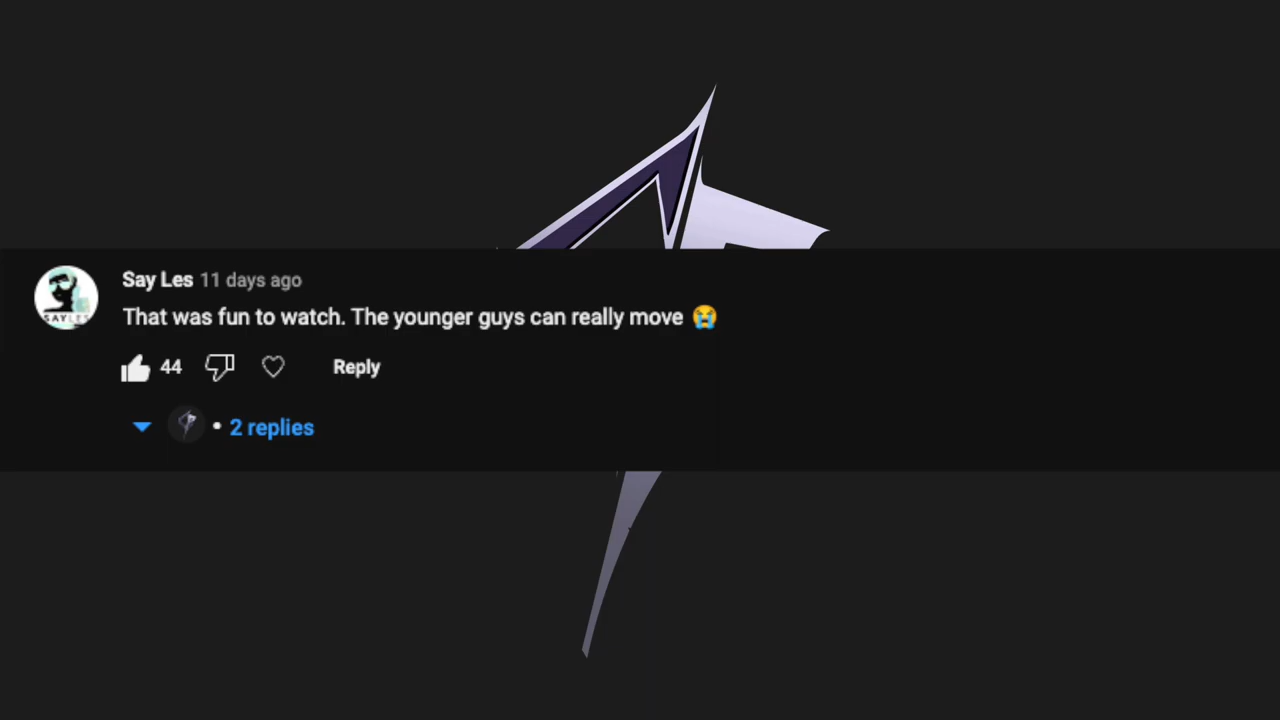 Say Les 11 days ago
That was fun to watch. The younger guys can really move 😭
44 Reply
• 2 replies
SAYLES